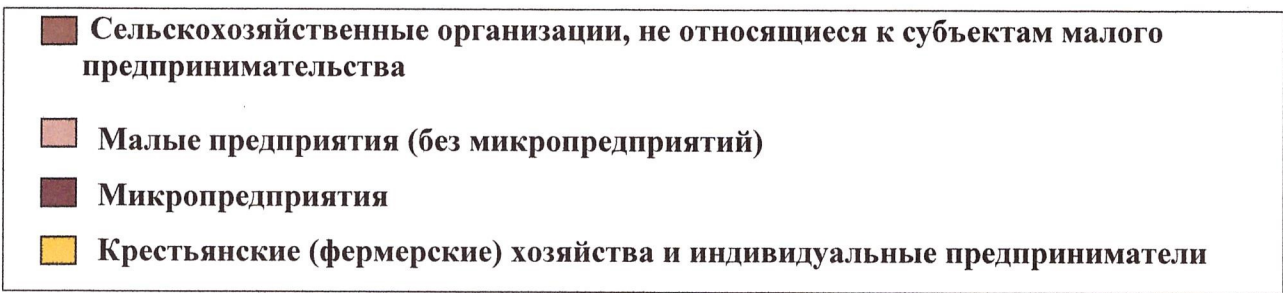 Сельскохозяйственные организации, не относящиеся к субъектам малого
предпринимательства
Малые предприятия (без микропредприятий)
Микропредприятия
Крестьянские (фермерские) хозяйства и индивидуальные предприниматели